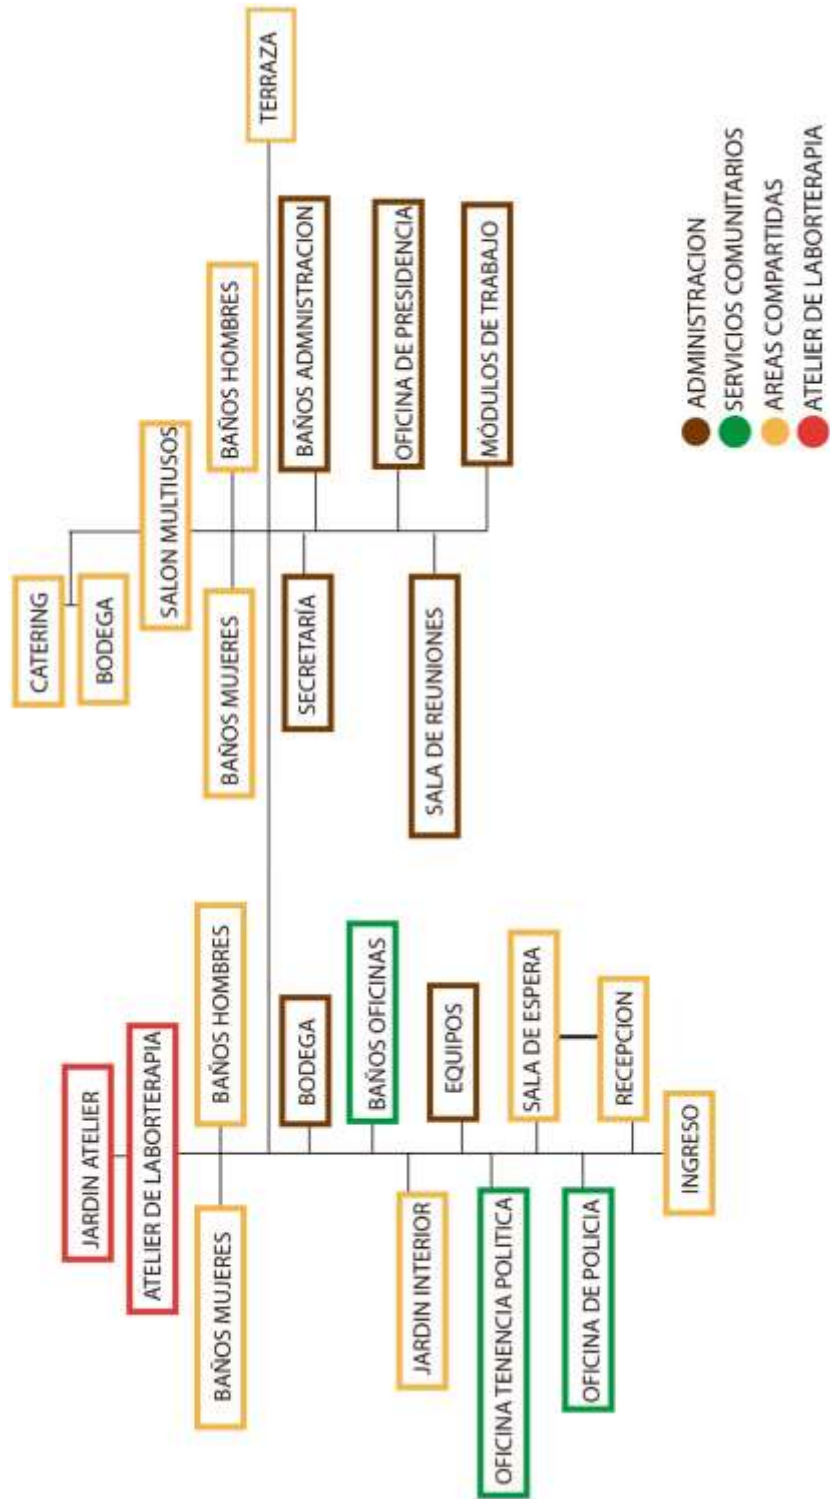 JARDIN ATELIER
ATELIER DE LABORTERAPIA
BAÑOS MUJERES
BAÑOS HOMBRES
BODEGA
BAÑOS OFICINAS
JARDIN INTERIOR
EQUIPOS
OFICINA TENENCIA POLITICA
SALA DE ESPERA
OFICINA DE POLICIA
RECEPCION
INGRESO
CATERING
BODEGA
SALON MULTIUSOS
BAÑOS MUJERES
BAÑOS HOMBRES
TERRAZA
SECRETARÍA
BAÑOS ADMNISTRACION
OFICINA DE PRESIDENCIA
SALA DE REUNIONES
MÓDULOS DE TRABAJO
ADMINISTRACION
SERVICIOS COMUNITARIOS
AREAS COMPARTIDAS
ATELIER DE LABORTERAPIA